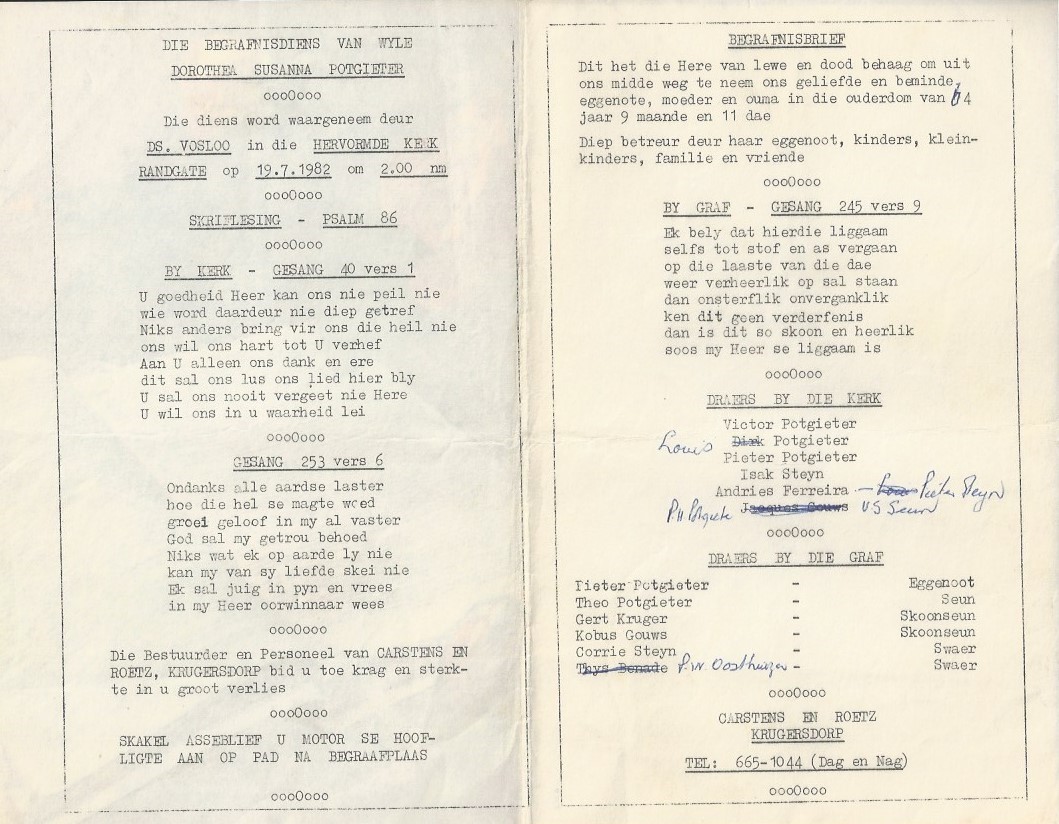 DIE BEGRAFNISDIENS VAN WYLE
DOROTHEA SUSANNA POTGIETER
oooOooo
Die diens word waargeneem deur
DS. VOSLOO in die HERVORMDE KERK
RANDGATE op 19.7.1982 om 2.00 nm
oooOooo
SKRIFLESING - PSALM 86
oooOooo
BY KERK - GESANG 40 vers 1
U goedheid Heer kan ons nie peil nie
wie word daardeur nie diep getref
Niks anders bring vir ons die heil nie
ons wil ons hart tot U verhef
Aan U alleen ons dank en ere
dit sal ons lus ons lied hier bly
U sal ons nooit vergeet nie Here
U wil ons in u waarheid lei
oooOooo
GESANG 253 vers 6
Ondanks alle aardse laster
hoe die hel se magte woed
groei geloof in my al vaster
God sal my getrou behoed
Niks wat ek op aarde ly nie
kan my van sy liefde skei nie
Ek sal juig in pyn en vrees
in my Heer oorwinnaar wees
oooOooo
Die Bestuurder en Personeel van CARSTENS EN
ROETZ, KRUGERSDORP bid u toe krag en sterk-
te in u groot verlies
oooOooo
SKAKEL ASSEBLIEF U MOTOR SE HOOF-
LIGTE AAN OP PAD NA BEGRAAFPLAAS
oooOooo
BEGRAFNISBRIEF
Dit het die Here van lewe en dood behaag om uit
ons midde weg te neem ons geliefde en beminde,
eggenote, moeder en ouma in die ouderdom van 64
jaar 9 maande en 11 dae
Diep betreur deur haar eggenoot, kinders, klein-
kinders, familie en vriende
oooOooo
BY GRAF - GESANG 245 vers 9
Ek bely dat hierdie liggaam
selfs tot stof en as vergaan
op die laaste van die dae
weer verheerlik op sal staan
dan onsterflik onverganklik
ken dit geen verderfenis
dan is dit so skoon en heerlik
soos my Heer se liggaam is
oooOooo
DRAERS BY DIE KERK
Victor Potgieter
Louis Dirk Potgieter
Pieter Potgieter
Isak Steyn
Andries Ferreira - Pieter Steyn
P.H Potgieter Jacques Gouws
oooOooo
DRAERS BY DIE GRAF
Pieter Potgieter - Eggenoot
Theo Potgieter - Seun
Gert Kruger - Skoonseun
Kobus Gouws - Skoonseun
Corrie Steyn - Swaer
Thys Benade P.W Oosthuizen - Swaer
oooOooo
CARSTENS EN ROETZ
KRUGERSDORP
TEL: 665-1044 (Dag en Nag)
oooOooo